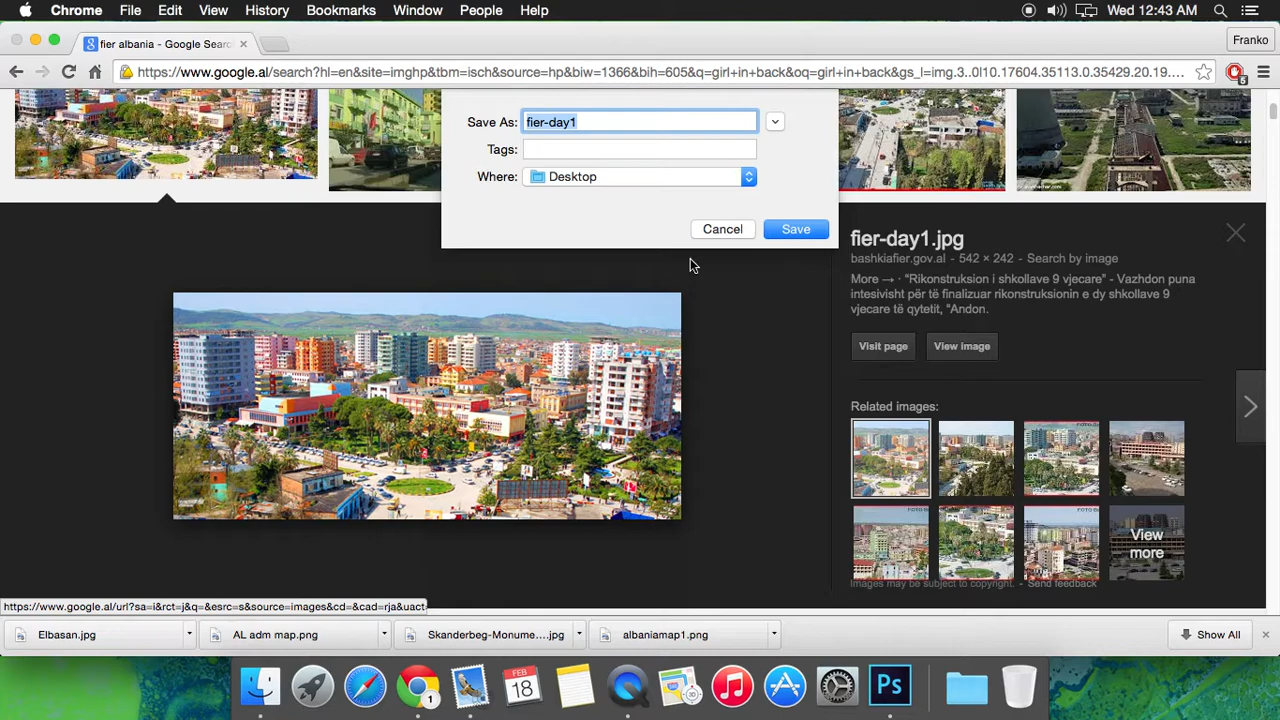 Chrome File Edit View History Bookmarks Window People Help Wed 12:43 AM
fier albania - Google Sear
Franko
https://www.google.al/search?hl=en&site=imghp&tbm=isch&source=hp&biw=1366&bih=605&q=girl+in+back&oq=girl+in+back&gs_l=img.3..0l10.17604.35113.0.35429.20.19....
Save As: fier-day1
Tags:
Where: Desktop
Cancel Save
fier-day1.jpg
bashkiafier.gov.al - 542 × 242 - Search by image
More → · "Rikonstruksion i shkollave 9 vjecare" - Vazhdon puna
intesivisht për të finalizuar rikonstruksionin e dy shkollave 9
vjecare të qytetit, "Andon.
Visit page View image
Related images:
View
more
Images may be subject to copyright. - Send feedback
https://www.google.al/url?sa=i&rct=j&q=&esrc=s&source=images&cd=&cad=rja&uact=
Elbasan.jpg AL adm map.png Skanderbeg-Monume....jpg albaniamap1.png Show All
1 FEB 18 30 Ps